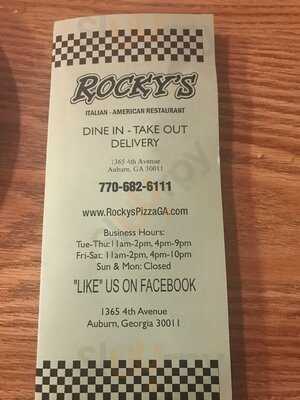 ROCKY'S
ITALIAN - AMERICAN RESTAURANT
DINE IN - TAKE OUT
DELIVERY
1365 4th Avenue
Auburn, GA 30011
770-682-6111
www.RockysPizzaGA.com
Business Hours:
Tue-Thu: 11am-2pm, 4pm-9pm
Fri-Sat: 11am-2pm, 4pm-10pm
Sun & Mon: Closed
"LIKE" US ON FACEBOOK
1365 4th Avenue
Auburn, Georgia 30011